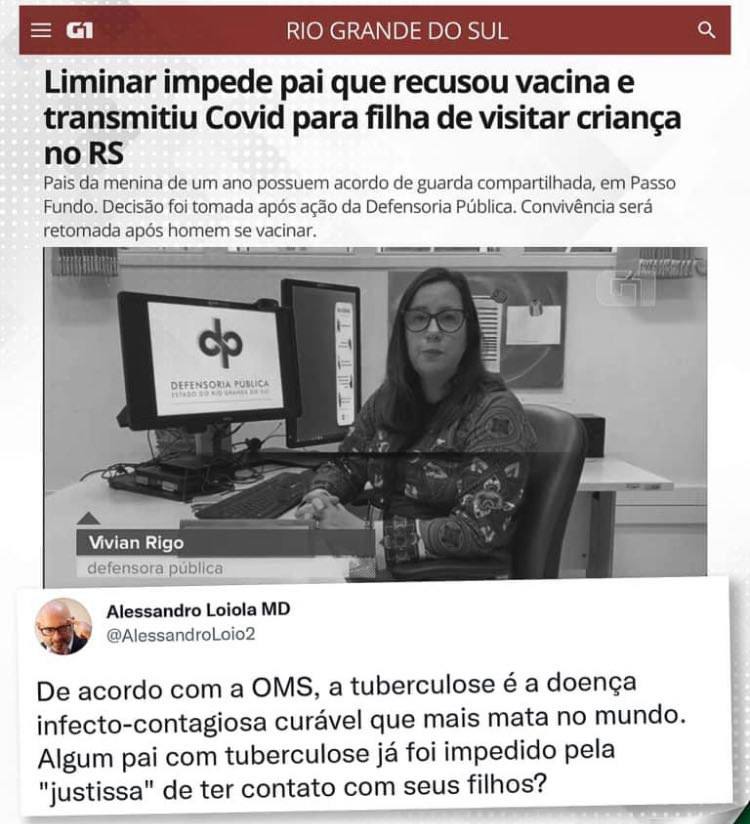 G1
RIO GRANDE DO SUL
Liminar impede pai que recusou vacina e
transmitiu Covid para filha de visitar criança
no RS
Pais da menina de um ano possuem acordo de guarda compartilhada, em Passo
Fundo. Decisão foi tomada após ação da Defensoria Pública. Convivência será
retomada após homem se vacinar.
G1
dp
DEFENSORIA PÚBLICA
ESTADO DO RIO GRANDE DO SUL
Vivian Rigo
defensora pública
Alessandro Loiola MD
@AlessandroLoio2
De acordo com a OMS, a tuberculose é a doença
infecto-contagiosa curável que mais mata no mundo.
Algum pai com tuberculose já foi impedido pela
"justissa" de ter contato com seus filhos?